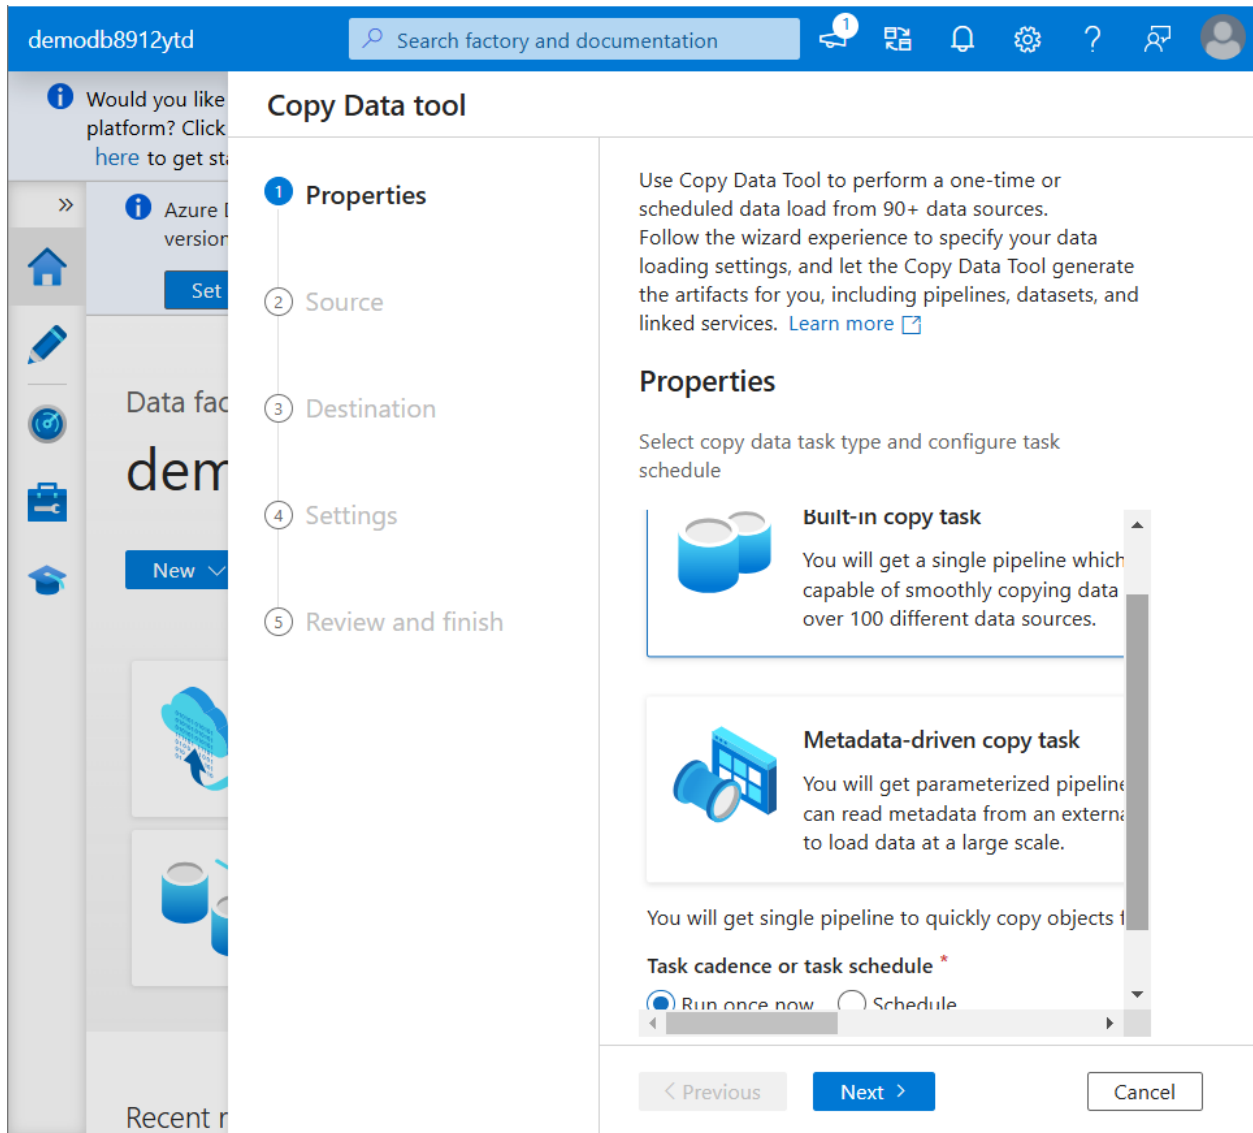 demodb8912ytd
Search factory and documentation
1
Would you like
platform? Click
here to get sta
Azure D
version
Set
Data fac
dem
New
Recent r
Copy Data tool
1 Properties
2 Source
3 Destination
4 Settings
5 Review and finish
Use Copy Data Tool to perform a one-time or
scheduled data load from 90+ data sources.
Follow the wizard experience to specify your data
loading settings, and let the Copy Data Tool generate
the artifacts for you, including pipelines, datasets, and
linked services. Learn more
Properties
Select copy data task type and configure task
schedule
Built-in copy task
You will get a single pipeline which
capable of smoothly copying data
over 100 different data sources.
Metadata-driven copy task
You will get parameterized pipeline
can read metadata from an externa
to load data at a large scale.
You will get single pipeline to quickly copy objects f
Task cadence or task schedule *
Run once now Schedule
< Previous
Next >
Cancel